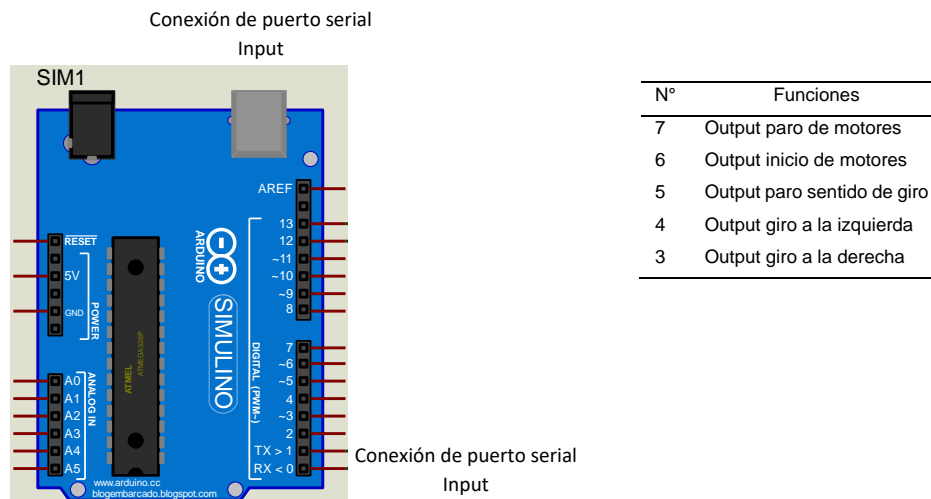 Conexión de puerto serial
Input
SIM1
AREF
13
12
~11
~10
~9
8
RESET
5V
GND
POWER
ARDUINO
SIMULINO
ATMEL
ATMEGA328P
DIGITAL (PWM~)
7
~6
~5
4
~3
2
TX > 1
RX < 0
ANALOG IN
A0
A1
A2
A3
A4
A5
www.arduino.cc
blogembarcado.blogspot.com
Conexión de puerto serial
Input
N° Funciones
7 Output paro de motores
6 Output inicio de motores
5 Output paro sentido de giro
4 Output giro a la izquierda
3 Output giro a la derecha